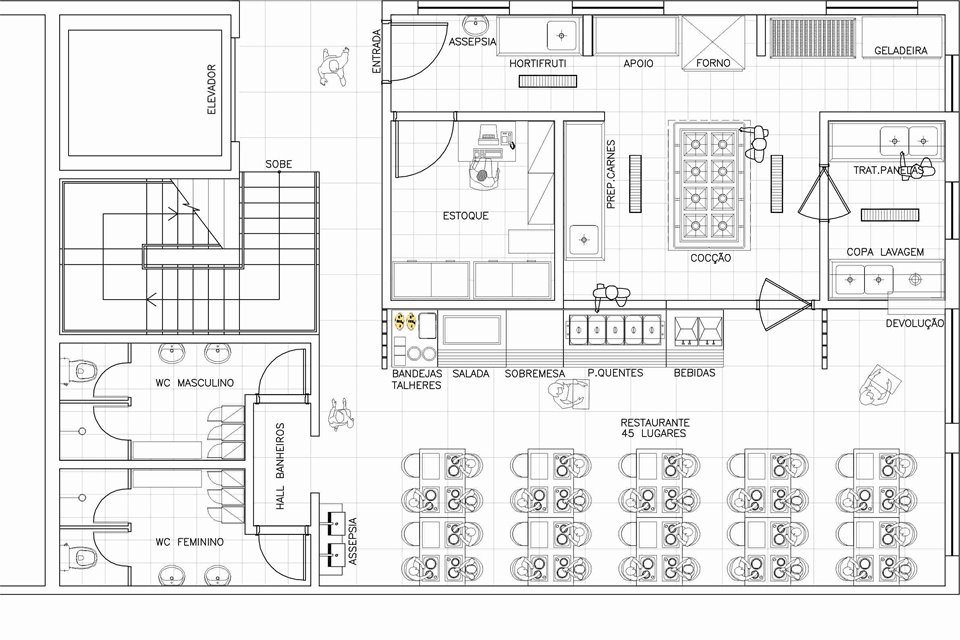 ELEVADOR
ENTRADA
ASSEPSIA
HORTIFRUTI
APOIO
FORNO
GELADEIRA
SOBE
ESTOQUE
PREP.CARNES
COCÇÃO
TRAT.PANELAS
COPA LAVAGEM
DEVOLUÇÃO
BANDEJAS
TALHERES
SALADA
SOBREMESA
P.QUENTES
BEBIDAS
WC MASCULINO
RESTAURANTE
45 LUGARES
HALL BANHEIROS
WC FEMININO
ASSEPSIA